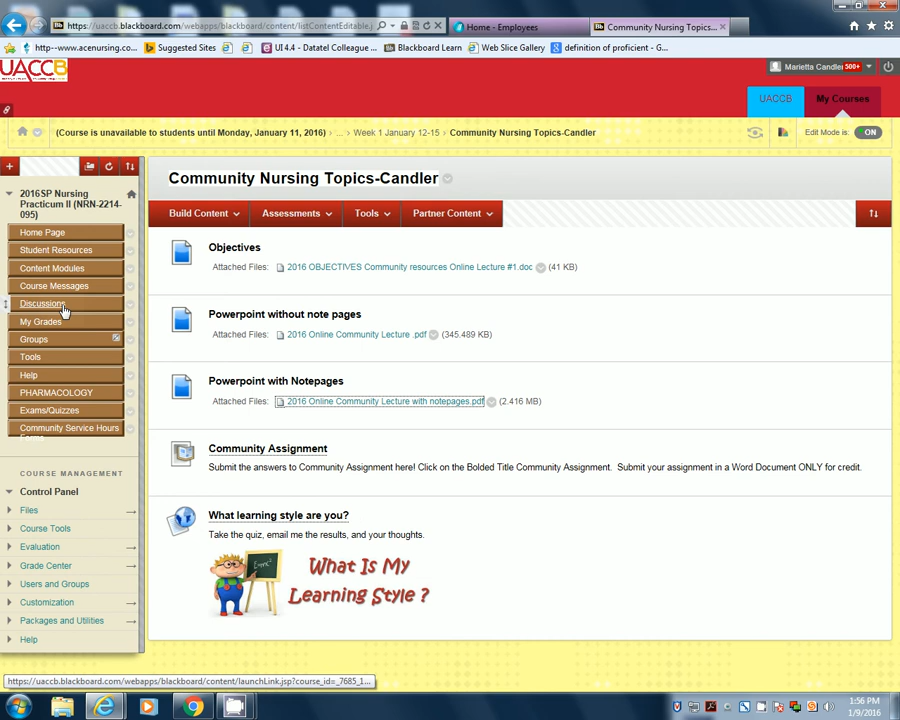 https://uaccb.blackboard.com/webapps/blackboard/content/listContentEditable.j
Home - Employees
Community Nursing Topics...
http--www.acenursing.co...
Suggested Sites
UI 4.4 - Datatel Colleague ...
Blackboard Learn
Web Slice Gallery
definition of proficient - G...
UACCB
Marietta Candler 500+
UACCB
My Courses
(Course is unavailable to students until Monday, January 11, 2016) ... Week 1 January 12-15 Community Nursing Topics-Candler
Edit Mode is: ON
2016SP Nursing
Practicum II (NRN-2214-
095)
Home Page
Student Resources
Content Modules
Course Messages
Discussions
My Grades
Groups
Tools
Help
PHARMACOLOGY
Exams/Quizzes
Community Service Hours
Forms
COURSE MANAGEMENT
Control Panel
Files
Course Tools
Evaluation
Grade Center
Users and Groups
Customization
Packages and Utilities
Help
Community Nursing Topics-Candler
Build Content Assessments Tools Partner Content
Objectives
Attached Files: 2016 OBJECTIVES Community resources Online Lecture #1.doc (41 KB)
Powerpoint without note pages
Attached Files: 2016 Online Community Lecture .pdf (345.489 KB)
Powerpoint with Notepages
Attached Files: 2016 Online Community Lecture with notepages.pdf (2.416 MB)
Community Assignment
Submit the answers to Community Assignment here! Click on the Bolded Title Community Assignment. Submit your assignment in a Word Document ONLY for credit.
What learning style are you?
Take the quiz, email me the results, and your thoughts.
What Is My
Learning Style ?
https://uaccb.blackboard.com/webapps/blackboard/content/launchLink.jsp?course_id=_7685_1...
1:56 PM
1/9/2016